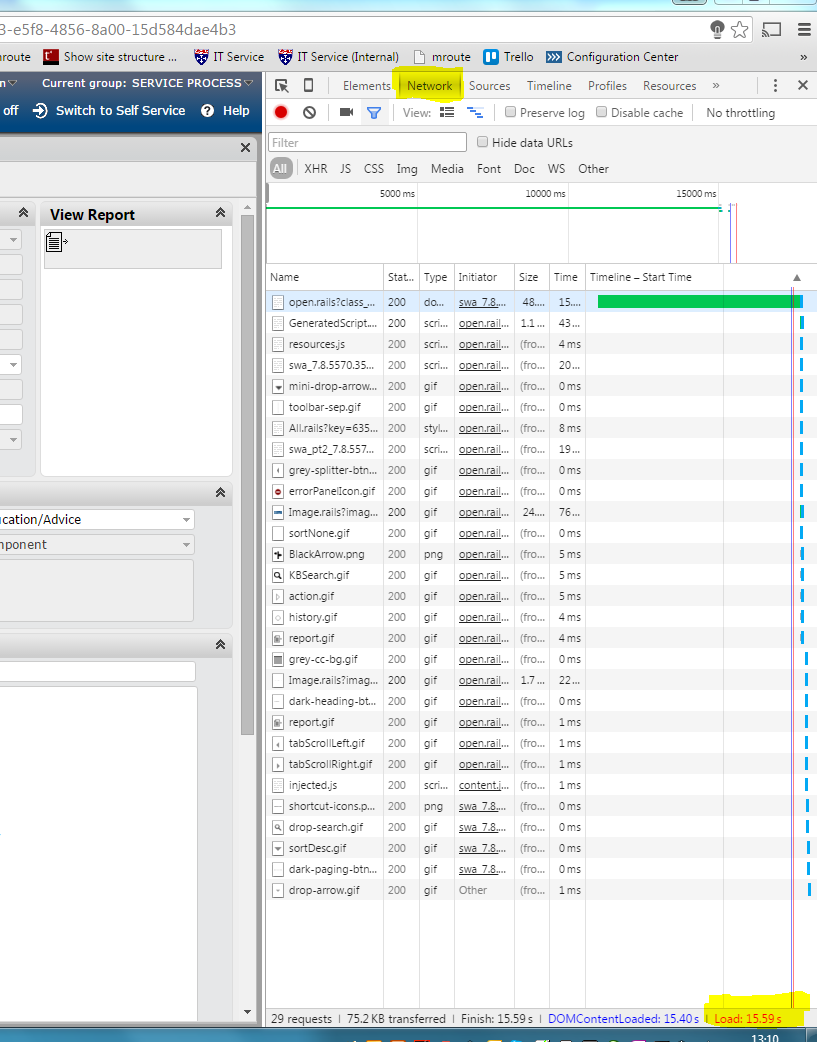 3-e5f8-4856-8a00-15d584dae4b3
mroute Show site structure ... IT Service IT Service (Internal) mroute Trello Configuration Center »
Current group: SERVICE PROCESS
off Switch to Self Service ? Help
View Report
ication/Advice
nponent
Elements Network Sources Timeline Profiles Resources »
View: Preserve log Disable cache No throttling
Filter Hide data URLs
All XHR JS CSS Img Media Font Doc WS Other
5000 ms 10000 ms 15000 ms
Name Stat... Type Initiator Size Time Timeline – Start Time
open.rails?class_... 200 do... swa_7.8.... 48.... 15....
GeneratedScript.... 200 scri... open.rail... 1.1 ... 43...
resources.js 200 scri... open.rail... (fro... 4 ms
swa_7.8.5570.35... 200 scri... open.rail... (fro... 20...
mini-drop-arrow... 200 gif open.rail... (fro... 0 ms
toolbar-sep.gif 200 gif open.rail... (fro... 0 ms
All.rails?key=635... 200 styl... open.rail... (fro... 8 ms
swa_pt2_7.8.557... 200 scri... open.rail... (fro... 19...
grey-splitter-btn... 200 gif open.rail... (fro... 0 ms
errorPanelIcon.gif 200 gif open.rail... (fro... 0 ms
Image.rails?imag... 200 gif open.rail... 24.... 76...
sortNone.gif 200 gif open.rail... (fro... 0 ms
BlackArrow.png 200 png open.rail... (fro... 5 ms
KBSearch.gif 200 gif open.rail... (fro... 5 ms
action.gif 200 gif open.rail... (fro... 5 ms
history.gif 200 gif open.rail... (fro... 4 ms
report.gif 200 gif open.rail... (fro... 4 ms
grey-cc-bg.gif 200 gif open.rail... (fro... 0 ms
Image.rails?imag... 200 gif open.rail... 1.7 ... 22...
dark-heading-bt... 200 gif open.rail... (fro... 0 ms
report.gif 200 gif open.rail... (fro... 1 ms
tabScrollLeft.gif 200 gif open.rail... (fro... 1 ms
tabScrollRight.gif 200 gif open.rail... (fro... 1 ms
injected.js 200 scri... content.j... (fro... 1 ms
shortcut-icons.p... 200 png swa_7.8.... (fro... 0 ms
drop-search.gif 200 gif swa_7.8.... (fro... 0 ms
sortDesc.gif 200 gif swa_7.8.... (fro... 0 ms
dark-paging-btn... 200 gif swa_7.8.... (fro... 0 ms
drop-arrow.gif 200 gif Other (fro... 1 ms
29 requests | 75.2 KB transferred | Finish: 15.59 s | DOMContentLoaded: 15.40 s | Load: 15.59 s
13:10